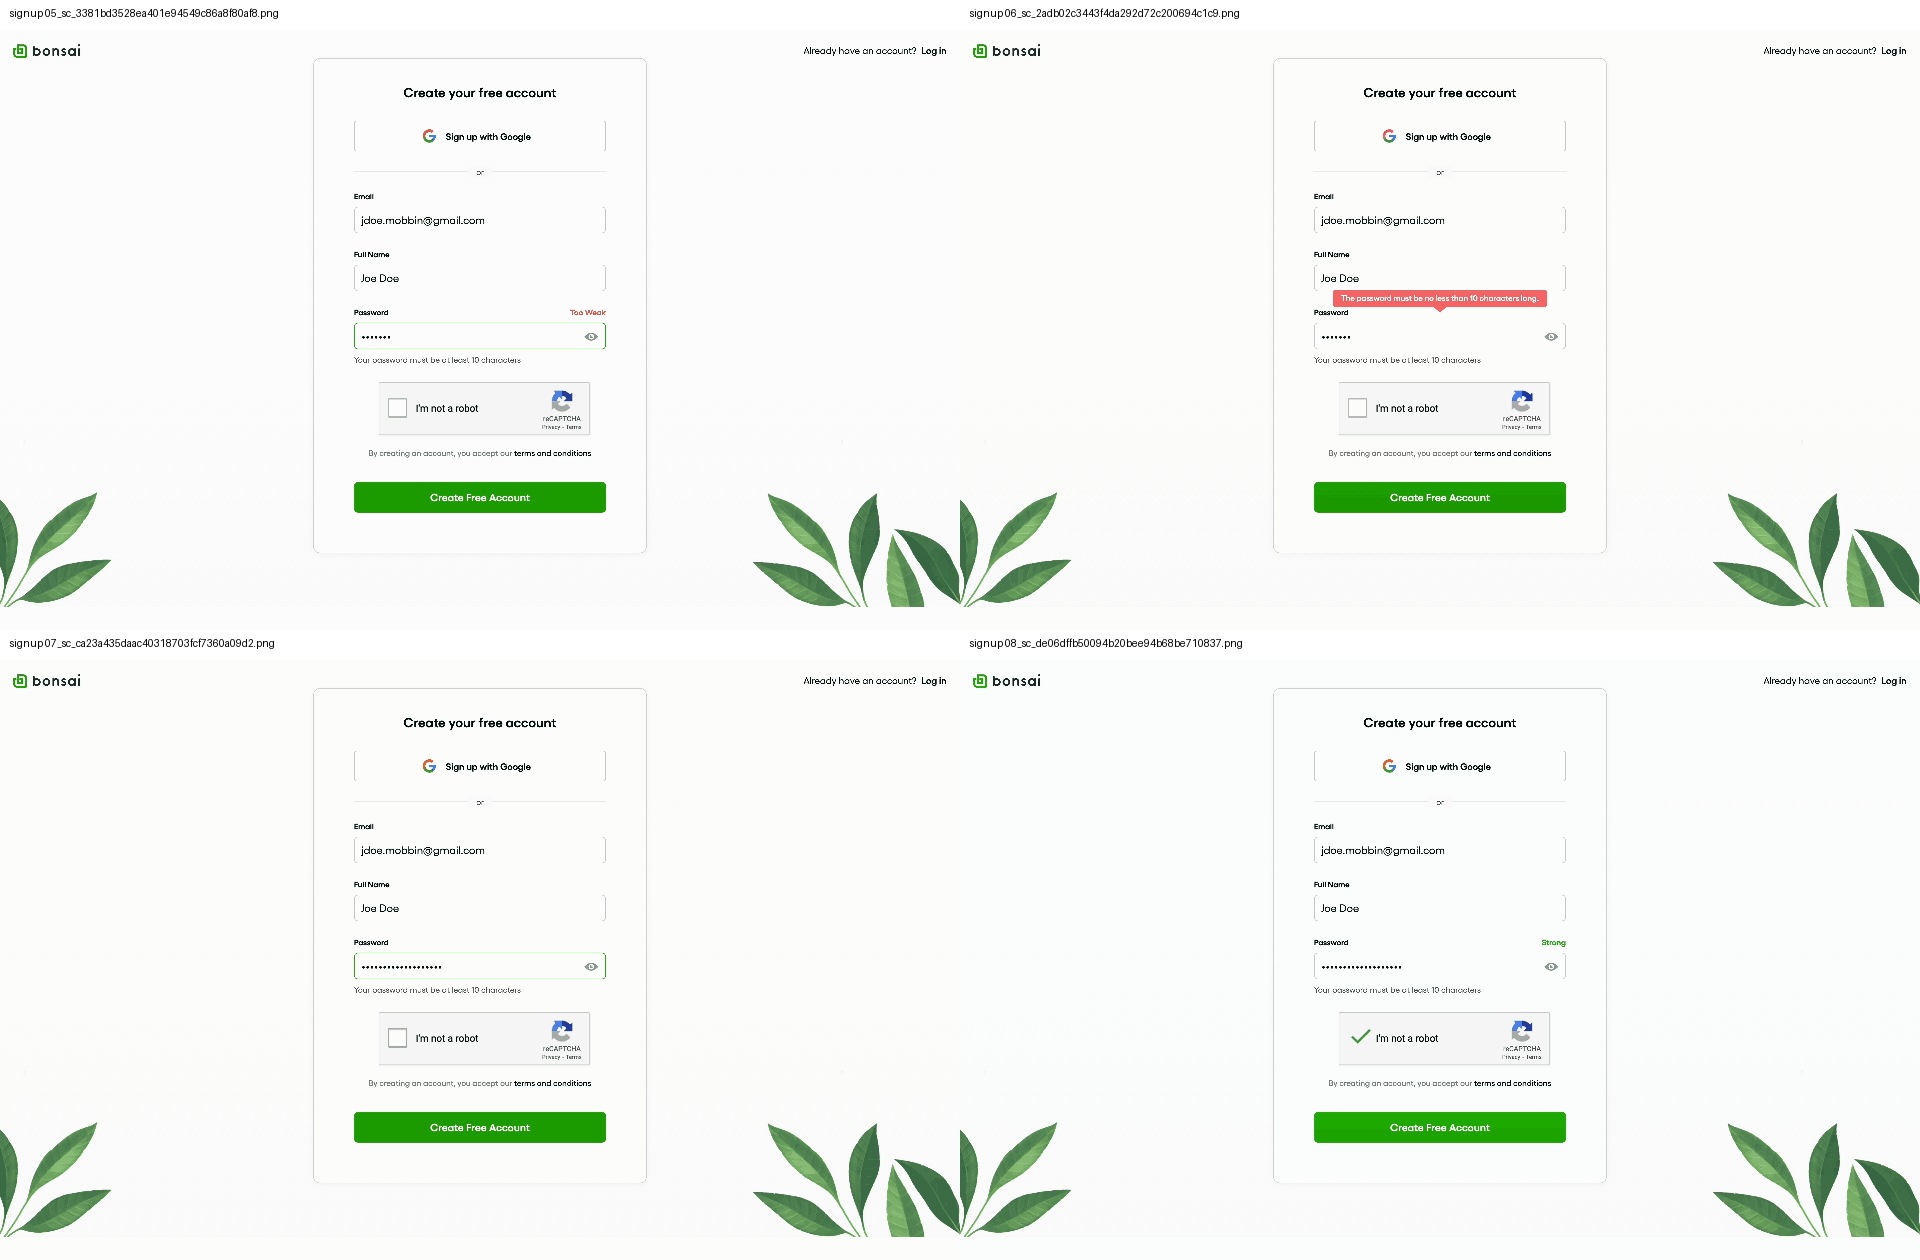 signup05_sc_3381bd3528ea401e94549c86a8f80af8.png
bonsai
Already have an account? Log in
Create your free account
Sign up with Google
or
Email
jdoe.mobbin@gmail.com
Full Name
Joe Doe
Password Too Weak
•••••••
Your password must be at least 10 characters
I'm not a robot
reCAPTCHA
Privacy - Terms
By creating an account, you accept our terms and conditions
Create Free Account
signup06_sc_2adb02c3443f4da292d72c200694c1c9.png
bonsai
Already have an account? Log in
Create your free account
Sign up with Google
or
Email
jdoe.mobbin@gmail.com
Full Name
Joe Doe
The password must be no less than 10 characters long.
Password
•••••••
Your password must be at least 10 characters
I'm not a robot
reCAPTCHA
Privacy - Terms
By creating an account, you accept our terms and conditions
Create Free Account
signup07_sc_ca23a435daac40318703fcf7360a09d2.png
bonsai
Already have an account? Log in
Create your free account
Sign up with Google
or
Email
jdoe.mobbin@gmail.com
Full Name
Joe Doe
Password
•••••••••••••••••••
Your password must be at least 10 characters
I'm not a robot
reCAPTCHA
Privacy - Terms
By creating an account, you accept our terms and conditions
Create Free Account
signup08_sc_de06dffb50094b20bee94b68be710837.png
bonsai
Already have an account? Log in
Create your free account
Sign up with Google
or
Email
jdoe.mobbin@gmail.com
Full Name
Joe Doe
Password Strong
•••••••••••••••••••
Your password must be at least 10 characters
I'm not a robot
reCAPTCHA
Privacy - Terms
By creating an account, you accept our terms and conditions
Create Free Account